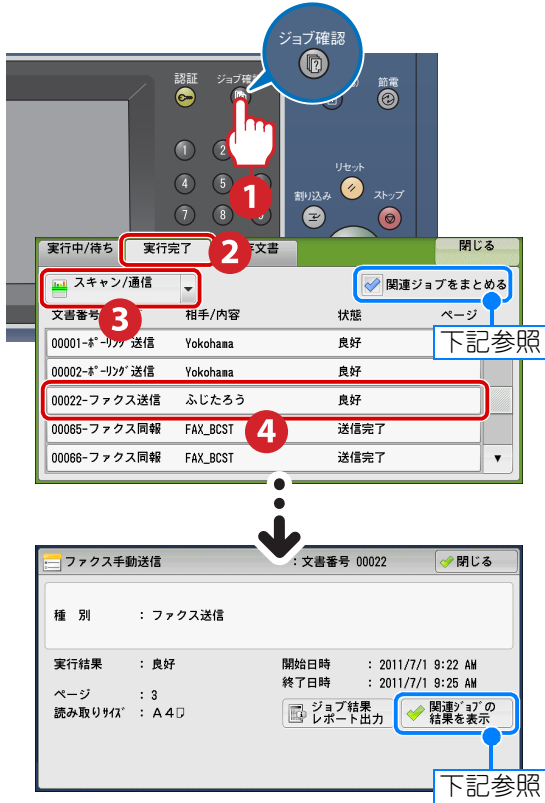 ジョブ確認
認証 ジョブ確 節電
1 2
4 5
7 8 9
リセット
割り込み ストップ
1
実行中/待ち 実行完了 2 文書 閉じる
スキャン/通信 関連ジョブをまとめる
3
下記参照
文書番号 相手/内容 状態 ページ
00001-ﾎﾟｰﾘﾝｸﾞ送信 Yokohama 良好
00002-ﾎﾟｰﾘﾝｸﾞ送信 Yokohama 良好
00022-ファクス送信 ふじたろう 良好
00065-ファクス同報 FAX_BCST 4 送信完了
00066-ファクス同報 FAX_BCST 送信完了
ファクス手動送信 : 文書番号 00022 閉じる
種 別 : ファクス送信
実行結果 : 良好 開始日時 : 2011/7/1 9:22 AM
終了日時 : 2011/7/1 9:25 AM
ページ : 3
読み取りｻｲｽﾞ : A4
ジョブ結果
レポート出力
関連ｼﾞｮﾌﾞの
結果を表示
下記参照